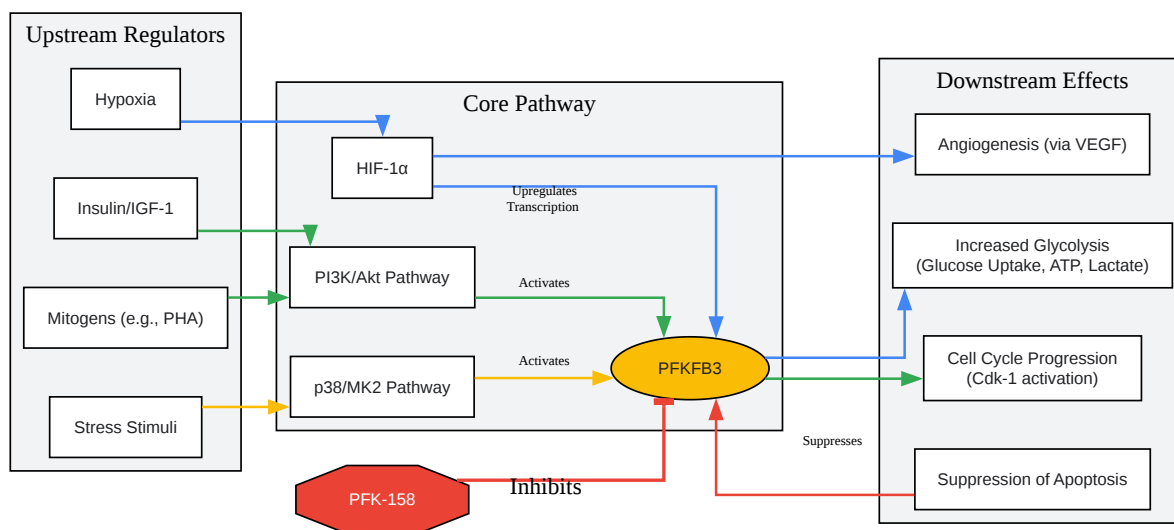 Upstream Regulators
Hypoxia
Insulin/IGF-1
Mitogens (e.g., PHA)
Stress Stimuli
Core Pathway
HIF-1α
Upregulates
Transcription
PI3K/Akt Pathway
Activates
p38/MK2 Pathway
Activates
PFKFB3
PFK-158
Inhibits
Suppresses
Downstream Effects
Angiogenesis (via VEGF)
Increased Glycolysis
(Glucose Uptake, ATP, Lactate)
Cell Cycle Progression
(Cdk-1 activation)
Suppression of Apoptosis